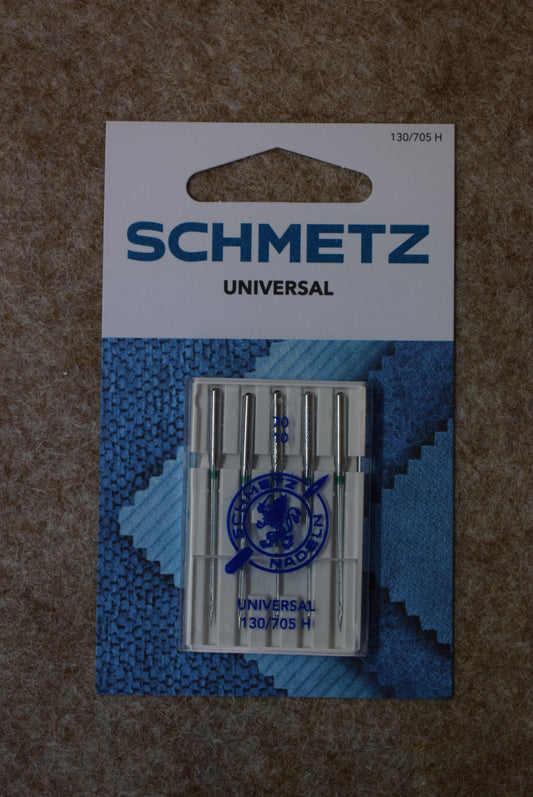 130/705 H
SCHMETZ
UNIVERSAL
70
10
SCHMETZ
NADELN
UNIVERSAL
130/705 H